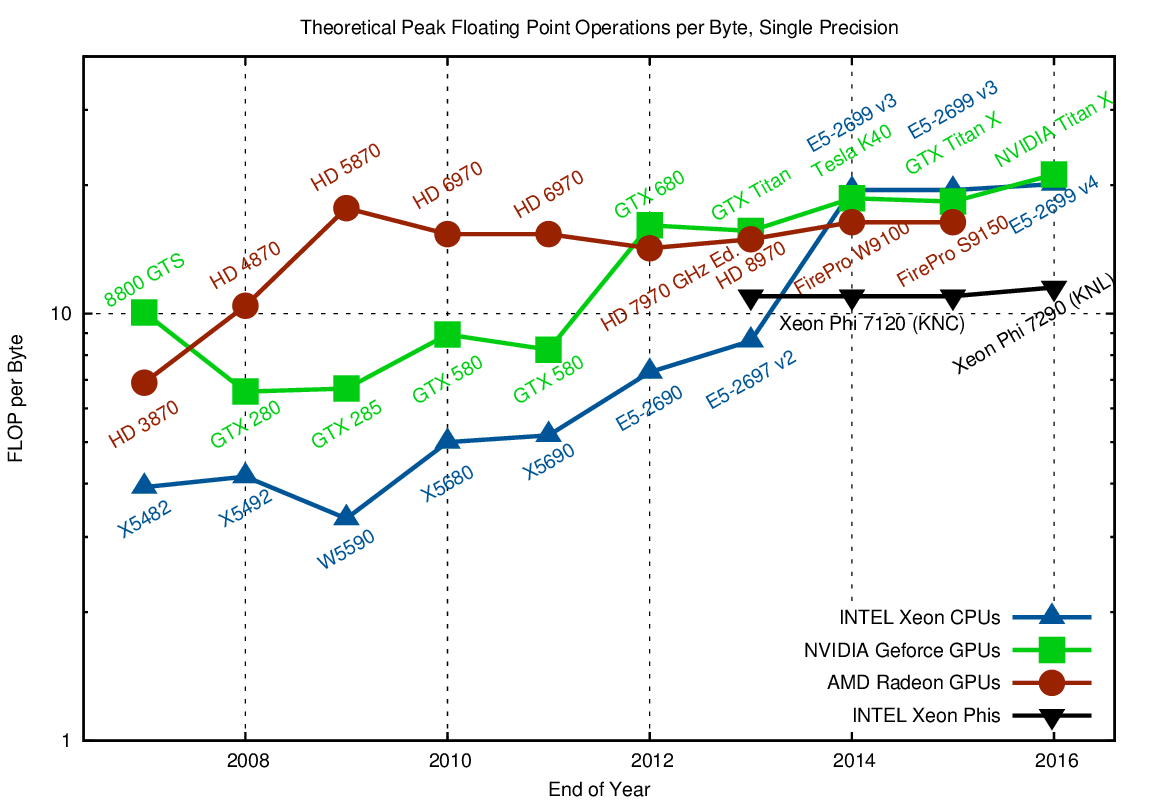 Theoretical Peak Floating Point Operations per Byte, Single Precision
E5-2699 v3
E5-2699 v3
Tesla K40
GTX Titan X
NVIDIA Titan X
HD 5870
HD 6970
HD 6970
GTX 680
GTX Titan
E5-2699 v4
8800 GTS
HD 4870
HD 7970 GHz Ed.
HD 8970
FirePro W9100
FirePro S9150
10
Xeon Phi 7120 (KNC)
Xeon Phi 7290 (KNL)
HD 3870
GTX 280
GTX 285
GTX 580
GTX 580
E5-2690
E5-2697 v2
X5482
X5492
W5590
X5680
X5690
FLOP per Byte
INTEL Xeon CPUs
NVIDIA Geforce GPUs
AMD Radeon GPUs
INTEL Xeon Phis
1
2008
2010
2012
2014
2016
End of Year